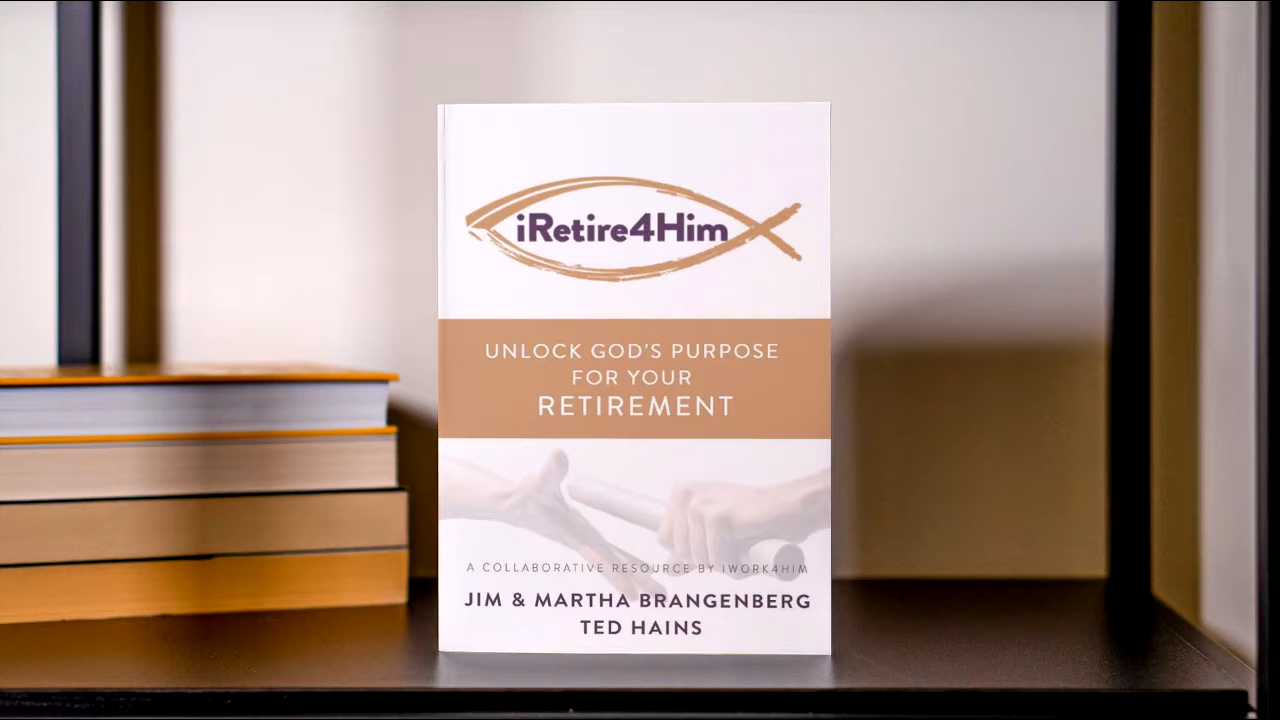 iRetire4Him
UNLOCK GOD'S PURPOSE
FOR YOUR
RETIREMENT
A COLLABORATIVE RESOURCE BY IWORK4HIM
JIM & MARTHA BRANGENBERG
TED HAINS